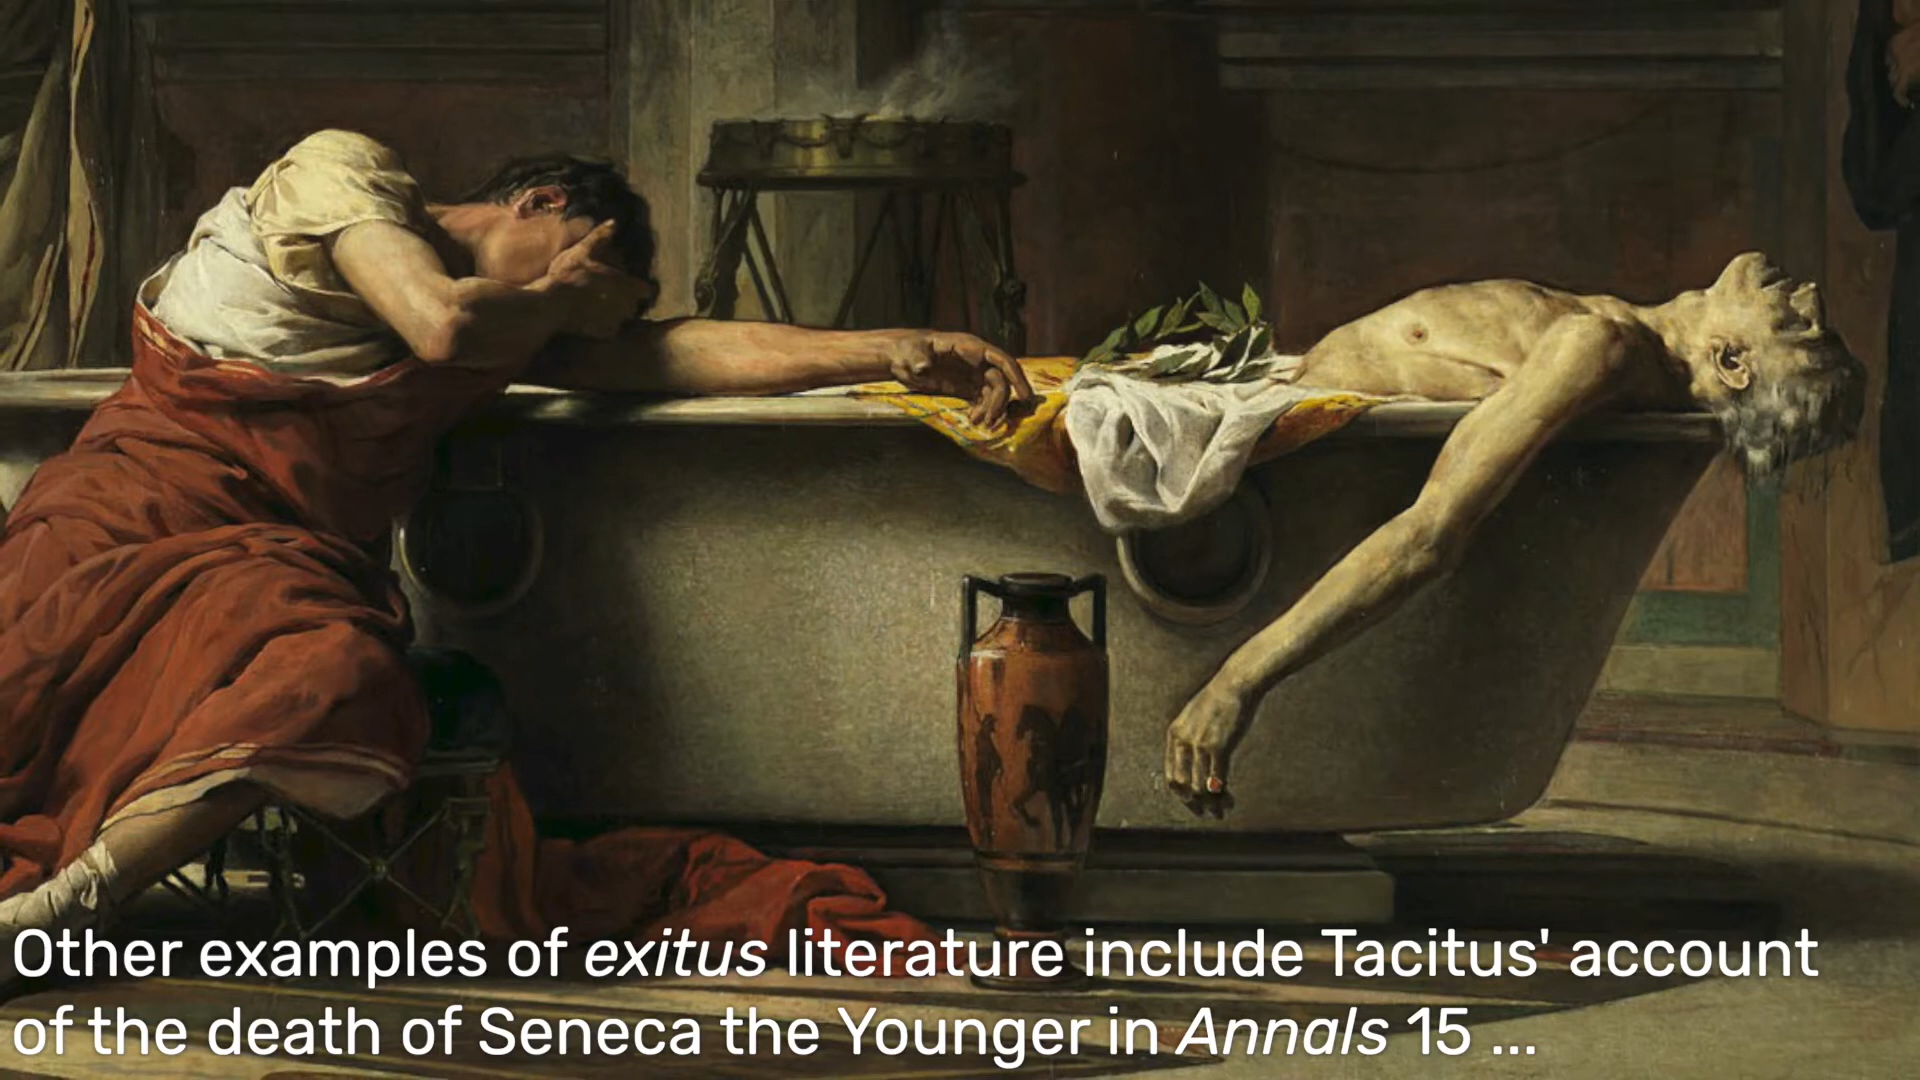 Other examples of exitus literature include Tacitus' account
of the death of Seneca the Younger in Annals 15 ...